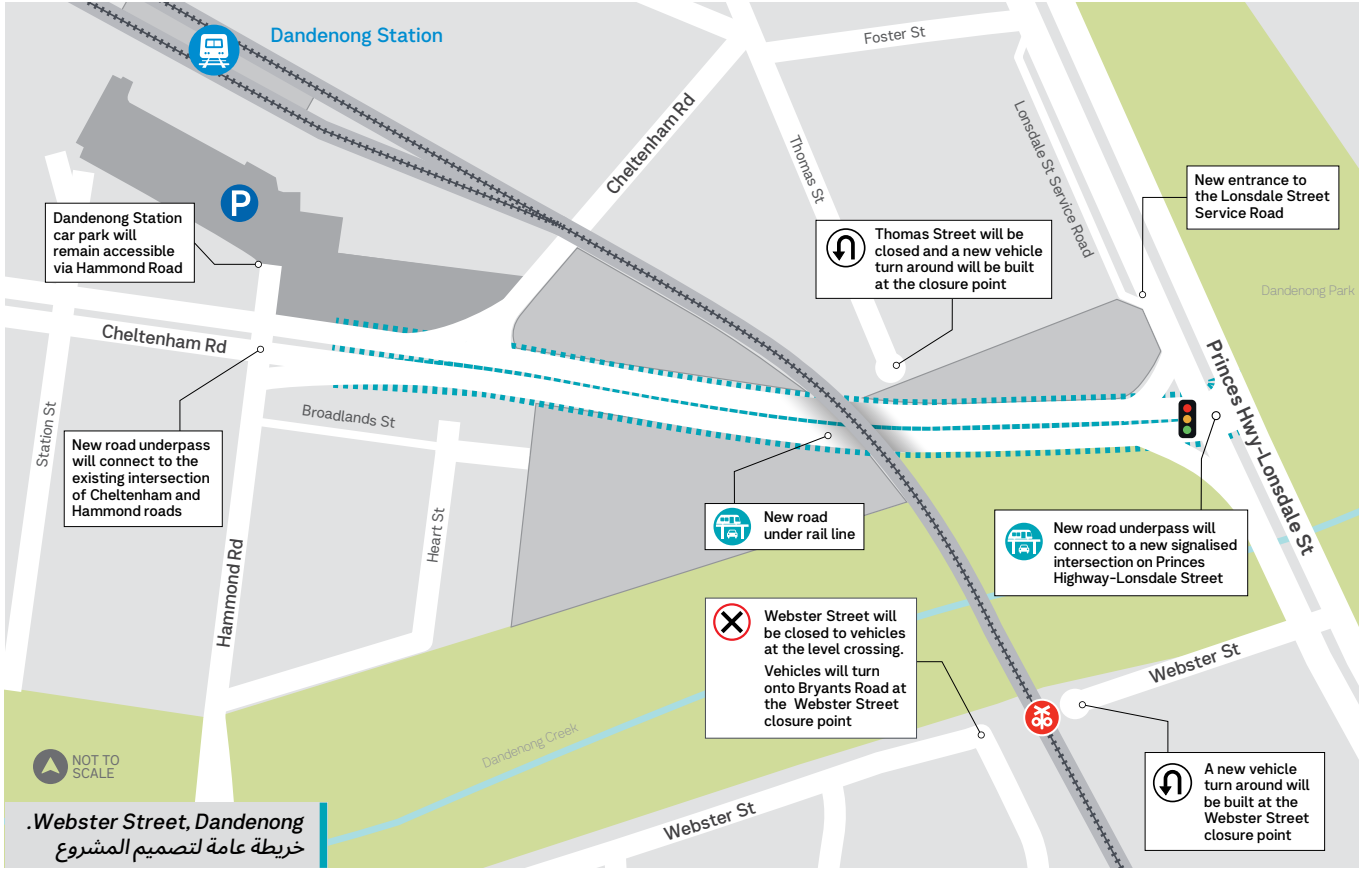 Dandenong Station
Foster St
Cheltenham Rd
Thomas St
Lonsdale St Service Road
New entrance to
the Lonsdale Street
Service Road
P
Dandenong Station
car park will
remain accessible
via Hammond Road
Thomas Street will be
closed and a new vehicle
turn around will be built
at the closure point
Dandenong Park
Cheltenham Rd
Princes Hwy–Lonsdale St
Broadlands St
Station St
New road underpass
will connect to the
existing intersection
of Cheltenham and
Hammond roads
Heart St
Hammond Rd
New road
under rail line
New road underpass will
connect to a new signalised
intersection on Princes
Highway–Lonsdale Street
Webster Street will
be closed to vehicles
at the level crossing.
Vehicles will turn
onto Bryants Road at
the Webster Street
closure point
Webster St
Dandenong Creek
NOT TO
SCALE
Webster St
A new vehicle
turn around will
be built at the
Webster Street
closure point
.Webster Street, Dandenong
خريطة عامة لتصميم المشروع